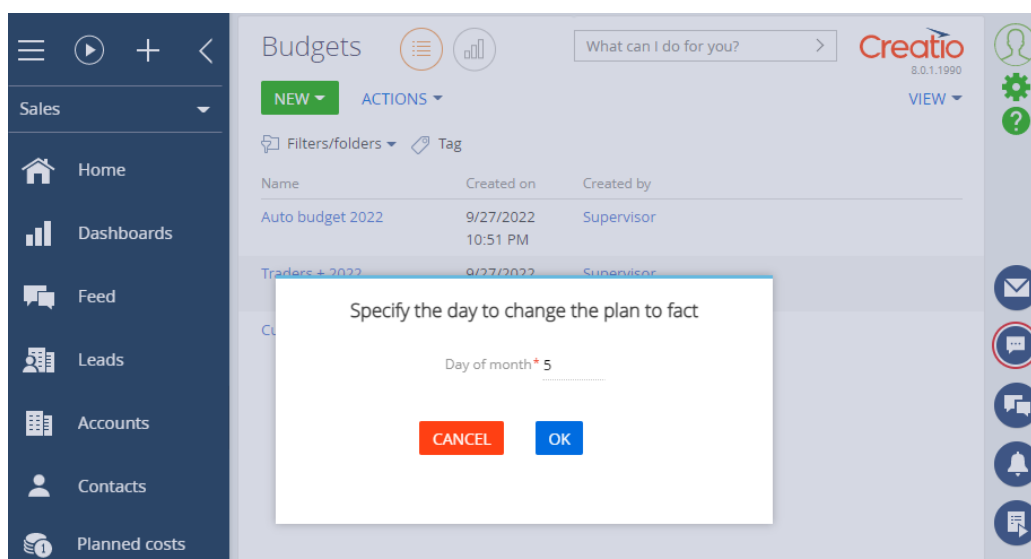 Budgets
What can I do for you?
Creatio
8.0.1.1990
Sales
NEW
ACTIONS
VIEW
Filters/folders
Tag
Home
Dashboards
Feed
Leads
Accounts
Contacts
Planned costs
Name Created on Created by
Auto budget 2022 9/27/2022 Supervisor
10:51 PM
Traders + 2022 9/27/2022 Supervisor
Cu
Specify the day to change the plan to fact
Day of month* 5
CANCEL OK